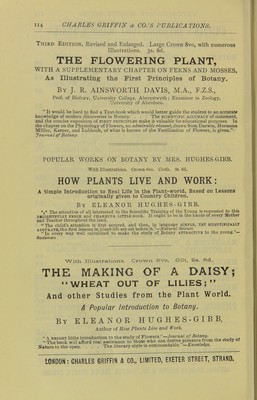 114 CHARLES GRIFFIN & CO.'S PUBLICATIONS.
THIRD EDITION, Revised and Enlarged. Large Crown 8vo, with numerous
Illustrations. 3s. 6d.
THE FLOWERING PLANT,
WITH A SUPPLEMENTARY CHAPTER ON FERNS AND MOSSES,
As Illustrating the First Principles of Botany.
BY J. R. AINSWORTH DAVIS, M.A., F.Z.S.,
Prof. of Biology, University College, Aberystwyth; Examiner in Zoology,
University of Aberdeen.
"It would be hard to find a Text-book which would better guide the student to an accurate
knowledge of modern discoveries in Botany. . . . The SCIENTIFIC ACCURACY of statement,
and the concise exposition of FIRST PRINCIPLES make it valuable for educational purposes. In
the chapter on the Physiology of Flowers, an admirable résumé, drawn from Darwin, Hermann
Müller, Kerner, and Lubbock, of what is known of the Fertilization of Flowers, is given."—
Journal of Botany.
POPULAR WORKS ON BOTANY BY MRS. HUGHES-GIBB.
With Illustrations. Crown 8vo. Cloth. 2s. 6d.
HOW PLANTS LIVE AND WORK:
A Simple Introduction to Real Life in the Plant-world, Based on Lessons
originally given to Country Children.
BY ELEANOR HUGHES-GIBB.
*** The attention of all interested in the Scientific Training of the Young is requested to this
DELIGHTFULLY FRESH and CHARMING LITTLE BOOK. It ought to be in the hands of every Mother
and Teacher throughout the land.
"The child's attention is first secured, and then, in language SIMPLE, YET SCIENTIFICALLY
ACCURATE, the first lessons in plant-life are set before it."—Natural Science.
"In every way well calculated to make the study of Botany ATTRACTIVE to the young."—
Scotsman.
With Illustrations. Crown 8vo, Gilt, 2s. 6d.
THE MAKING OF A DAISY;
"WHEAT OUT OF LILIES;"
And other Studies from the Plant World.
A Popular Introduction to Botany.
BY ELEANOR HUGHES-GIBB,
Author of How Plants Live and Work.
"A BRIGHT little introduction to the study of Flowers."—Journal of Botany.
"The book will afford real assistance to those who can derive pleasure from the study of
Nature in the open. . . . The literary style is commendable."—Knowledge.
LONDON: CHARLES GRIFFIN & CO., LIMITED, EXETER STREET, STRAND.